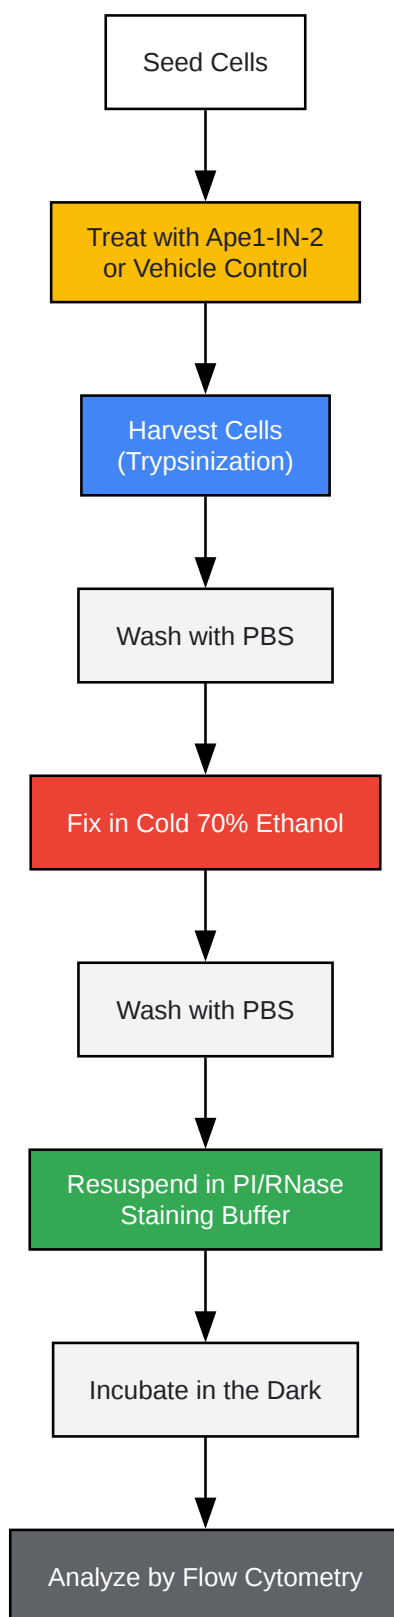 Seed Cells
Treat with Ape1-IN-2
or Vehicle Control
Harvest Cells
(Trypsinization)
Wash with PBS
Fix in Cold 70% Ethanol
Wash with PBS
Resuspend in PI/RNase
Staining Buffer
Incubate in the Dark
Analyze by Flow Cytometry